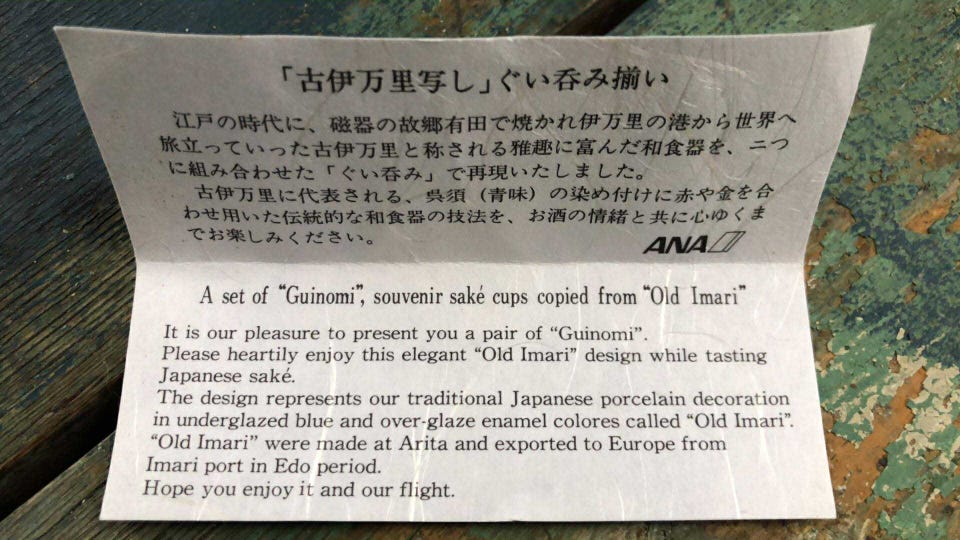 「古伊万里写し」ぐい呑み揃い
江戸の時代に、磁器の故郷有田で焼かれ伊万里の港から世界へ
旅立っていった古伊万里と称される雅趣に富んだ和食器を、二つ
に組み合わせた「ぐい呑み」で再現いたしました。
古伊万里に代表される、呉須（青味）の染め付けに赤や金を合
わせ用いた伝統的な和食器の技法を、お酒の情緒と共に心ゆくま
でお楽しみください。
ANA
A set of “Guinomi”, souvenir saké cups copied from “Old Imari”
It is our pleasure to present you a pair of “Guinomi”.
Please heartily enjoy this elegant “Old Imari” design while tasting
Japanese saké.
The design represents our traditional Japanese porcelain decoration
in underglazed blue and over-glaze enamel colores called “Old Imari”.
“Old Imari” were made at Arita and exported to Europe from
Imari port in Edo period.
Hope you enjoy it and our flight.